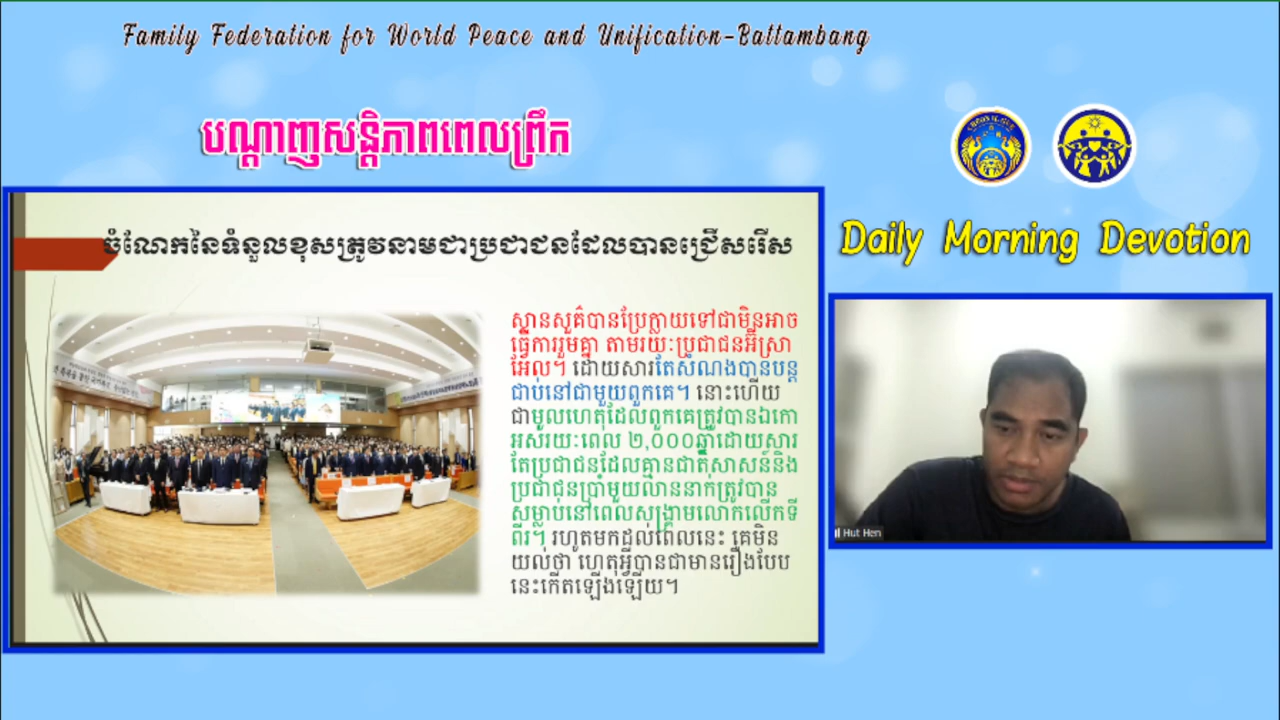 Family Federation for World Peace and Unification-Battambang
បណ្ដាញសន្តិភាពពេលព្រឹក
Daily Morning Devotion
ចំណែកនៃទំនួលខុសត្រូវនាមជាប្រជាជនដែលបានជ្រើសរើស
ស្ថានសួគ៌បានប្រែក្លាយទៅជាមិនអាច
ធ្វើការរួមគ្នា តាមរយៈប្រជាជនអ៊ីស្រា
អែល។ ដោយសារតែសំណងបានបន្ត
ជាប់នៅជាមួយពួកគេ។ នោះហើយ
ជាមូលហេតុដែលពួកគេត្រូវបានឯកោ
អស់រយៈពេល ២,០០០ឆ្នាំដោយសារ
តែប្រជាជនដែលគ្មានជាតិសាសន៍និង
ប្រជាជនប្រាំមួយលាននាក់ត្រូវបាន
សម្លាប់នៅពេលសង្គ្រាមលោកលើកទី
ពីរ។ រហូតមកដល់ពេលនេះ គេមិន
យល់ថា ហេតុអ្វីបានជាមានរឿងបែប
នេះកើតឡើងឡើយ។
Hut Hen